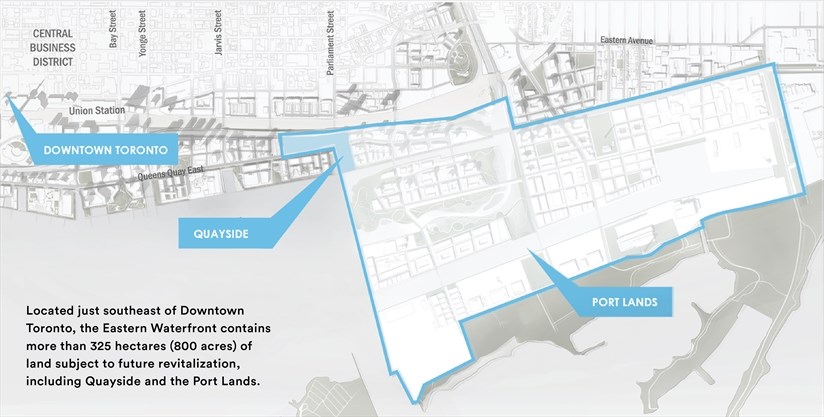 CENTRAL
BUSINESS
DISTRICT
Bay Street
Yonge Street
Jarvis Street
Parliament Street
Eastern Avenue
Union Station
DOWNTOWN TORONTO
Queens Quay East
QUAYSIDE
PORT LANDS
Located just southeast of Downtown
Toronto, the Eastern Waterfront contains
more than 325 hectares (800 acres) of
land subject to future revitalization,
including Quayside and the Port Lands.